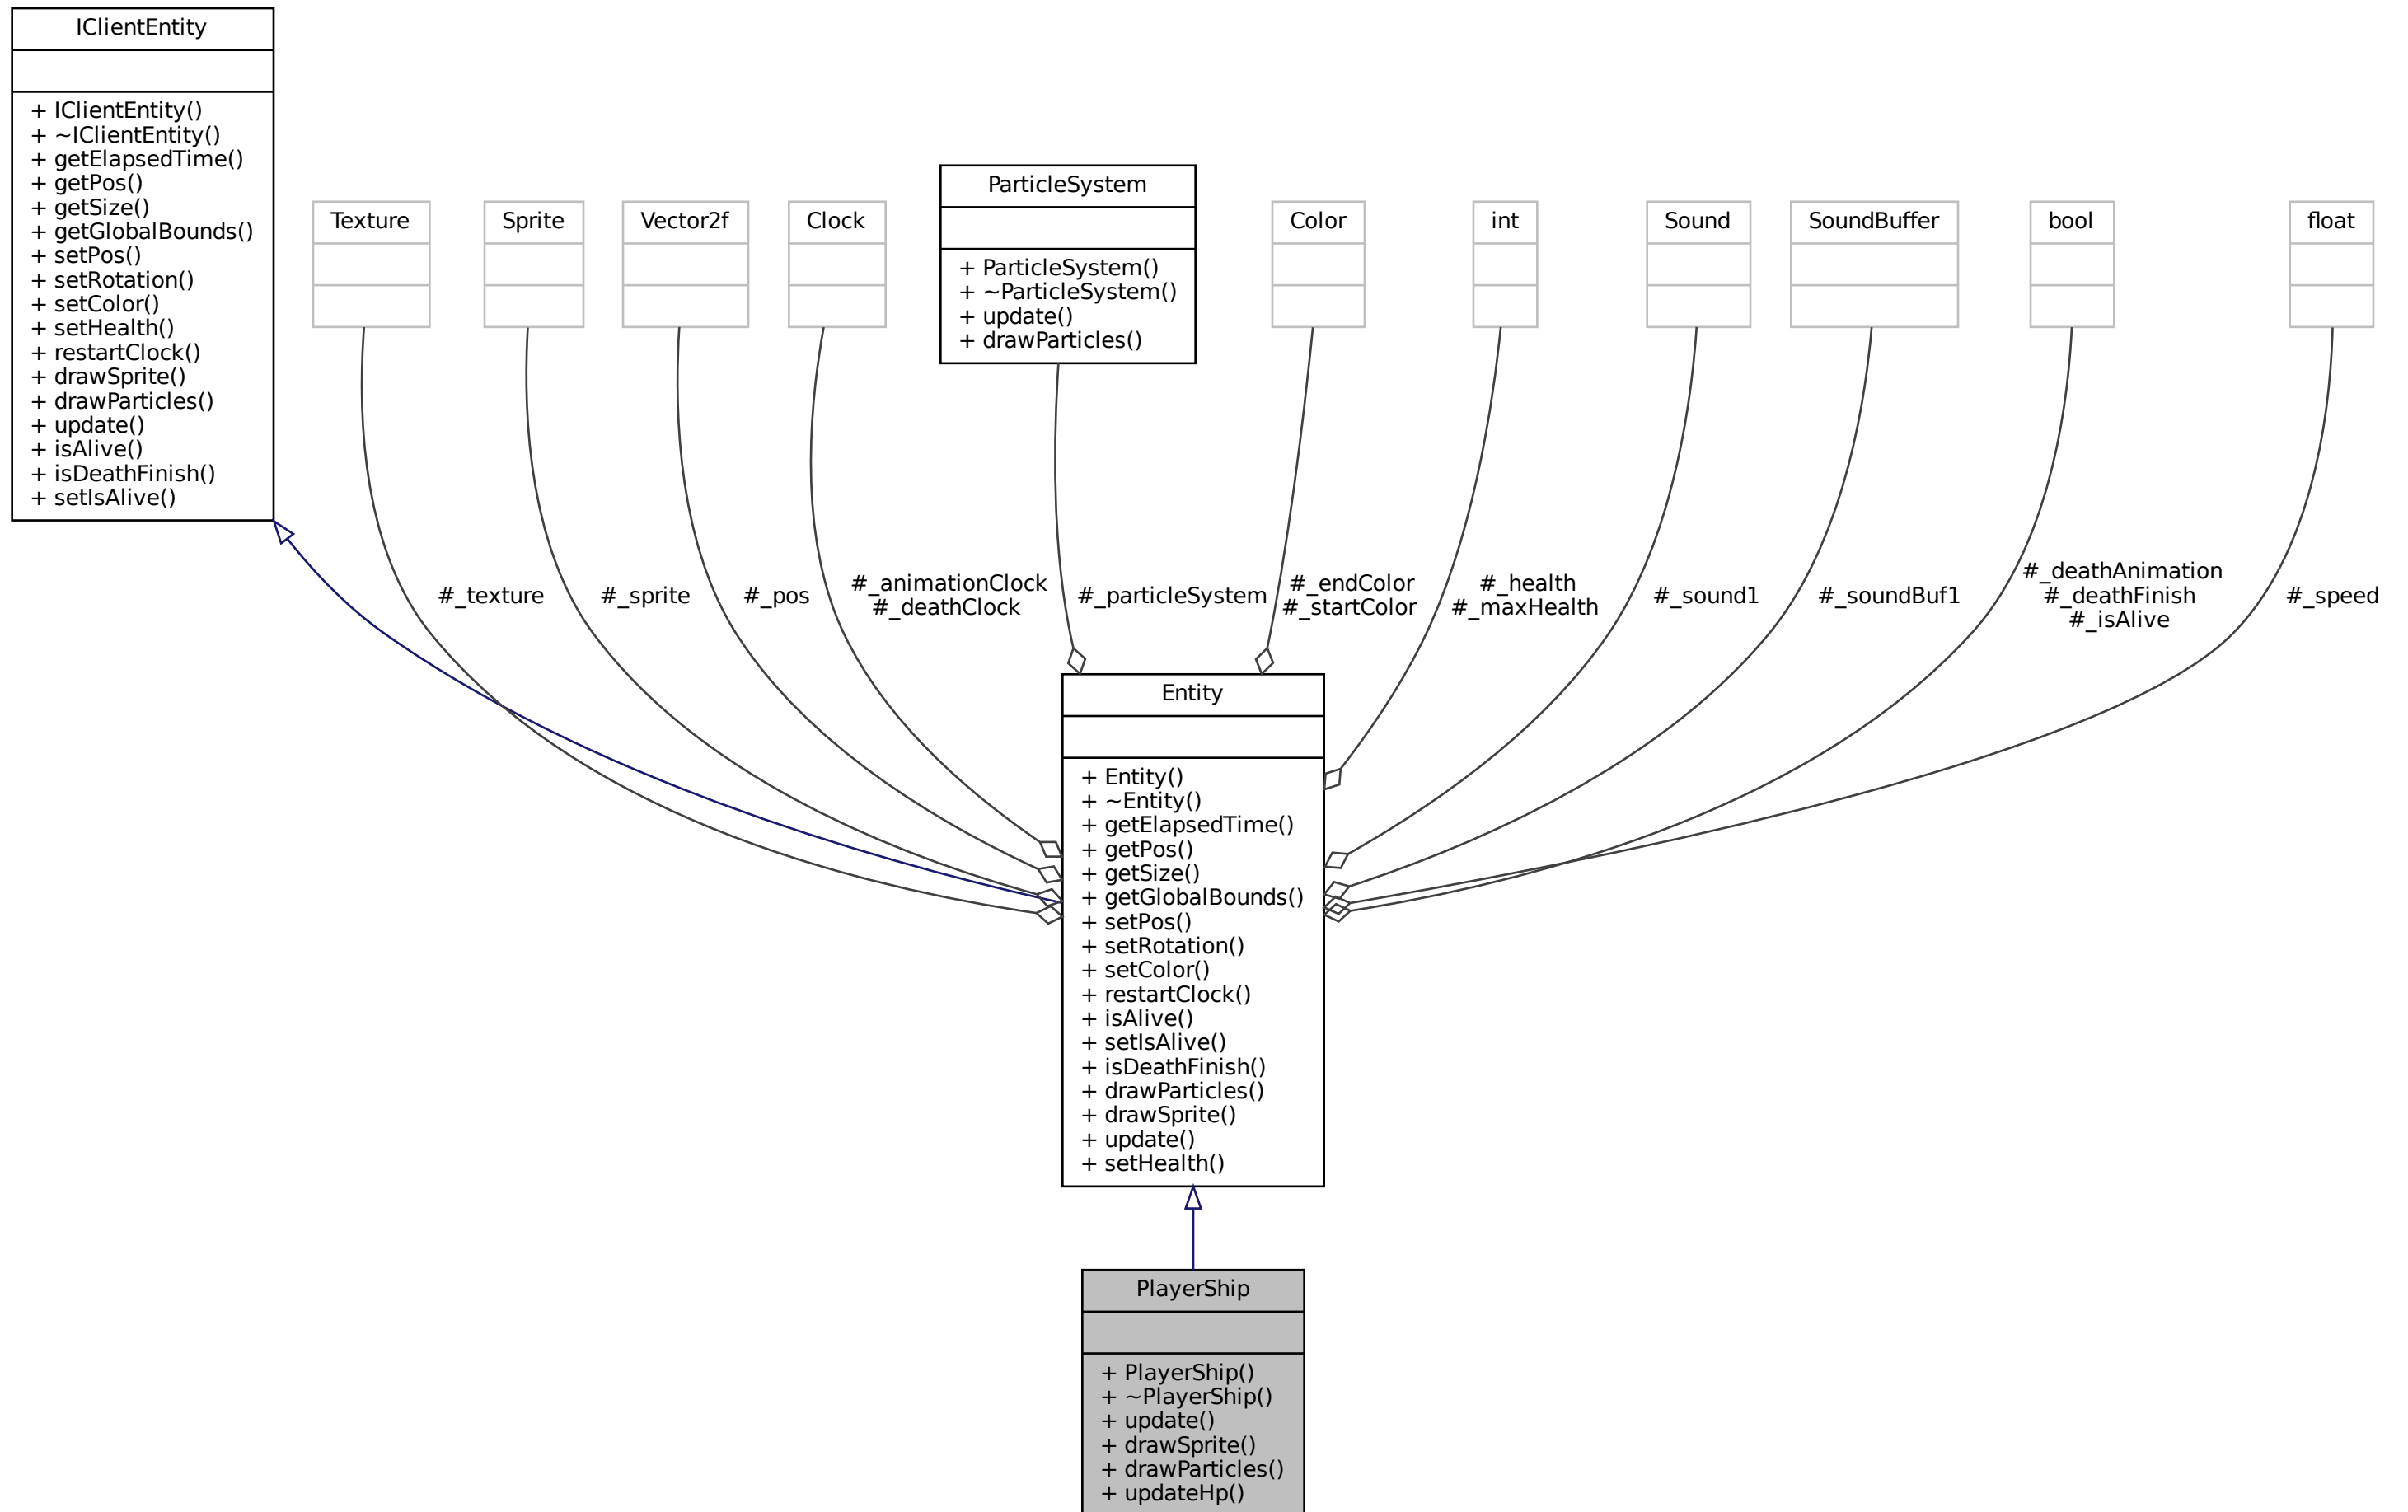 IClientEntity
+ IClientEntity()
+ ~IClientEntity()
+ getElapsedTime()
+ getPos()
+ getSize()
+ getGlobalBounds()
+ setPos()
+ setRotation()
+ setColor()
+ setHealth()
+ restartClock()
+ drawSprite()
+ drawParticles()
+ update()
+ isAlive()
+ isDeathFinish()
+ setIsAlive()
Texture
Sprite
Vector2f
Clock
ParticleSystem
+ ParticleSystem()
+ ~ParticleSystem()
+ update()
+ drawParticles()
Color
int
Sound
SoundBuffer
bool
float
#_texture
#_sprite
#_pos
#_animationClock
#_deathClock
#_particleSystem
#_endColor
#_startColor
#_health
#_maxHealth
#_sound1
#_soundBuf1
#_deathAnimation
#_deathFinish
#_isAlive
#_speed
Entity
+ Entity()
+ ~Entity()
+ getElapsedTime()
+ getPos()
+ getSize()
+ getGlobalBounds()
+ setPos()
+ setRotation()
+ setColor()
+ restartClock()
+ isAlive()
+ setIsAlive()
+ isDeathFinish()
+ drawParticles()
+ drawSprite()
+ update()
+ setHealth()
PlayerShip
+ PlayerShip()
+ ~PlayerShip()
+ update()
+ drawSprite()
+ drawParticles()
+ updateHp()